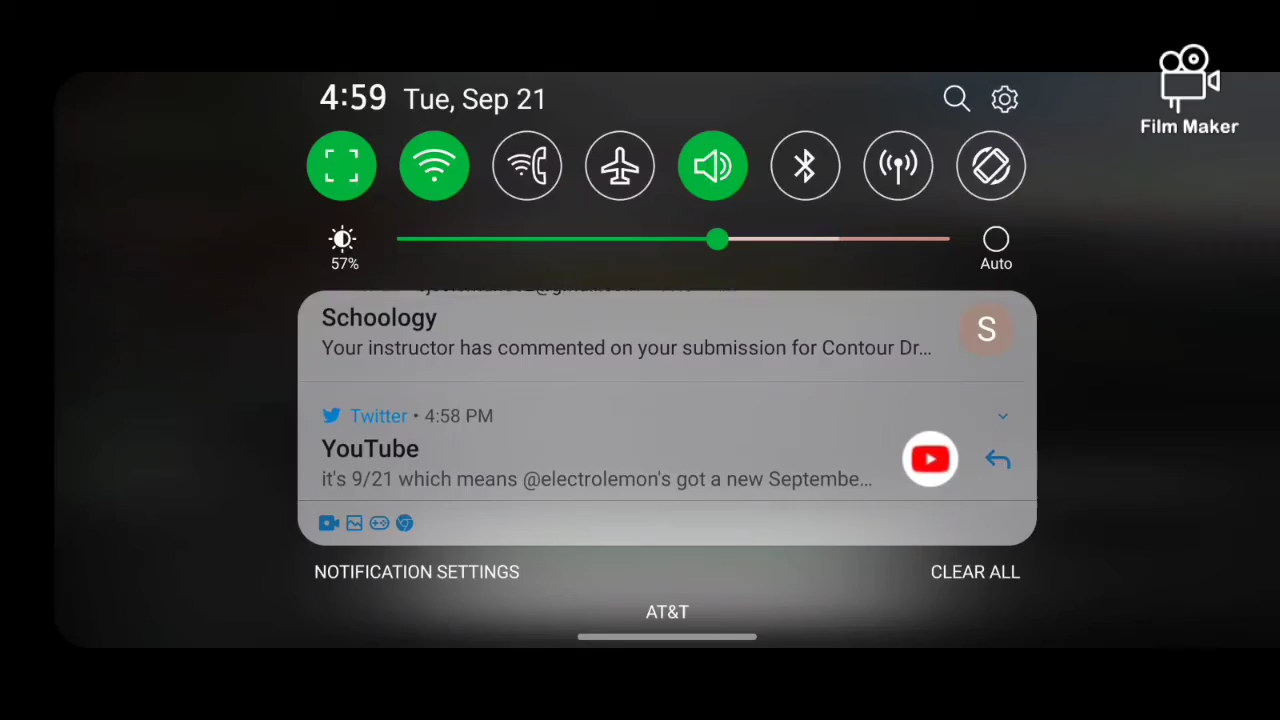 4:59 Tue, Sep 21
Film Maker
57%
Auto
Schoology
Your instructor has commented on your submission for Contour Dr...
Twitter • 4:58 PM
YouTube
it's 9/21 which means @electrolemon's got a new Septembe...
NOTIFICATION SETTINGS
CLEAR ALL
AT&T